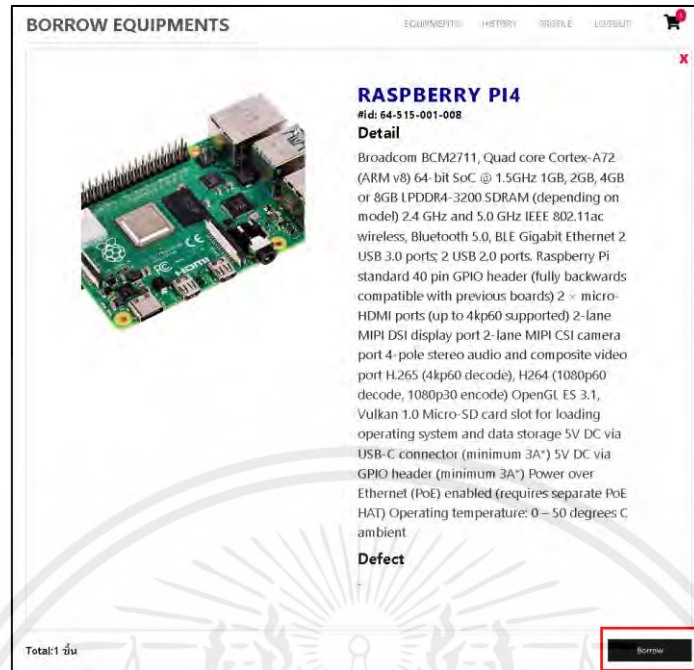 BORROW EQUIPMENTS
EQUIPMENTS HISTORY PROFILE LOGOUT
1
X
RASPBERRY PI4
#id: 64-515-001-008
Detail
Broadcom BCM2711, Quad core Cortex-A72
(ARM v8) 64-bit SoC @ 1.5GHz 1GB, 2GB, 4GB
or 8GB LPDDR4-3200 SDRAM (depending on
model) 2.4 GHz and 5.0 GHz IEEE 802.11ac
wireless, Bluetooth 5.0, BLE Gigabit Ethernet 2
USB 3.0 ports; 2 USB 2.0 ports. Raspberry Pi
standard 40 pin GPIO header (fully backwards
compatible with previous boards) 2 × micro-
HDMI ports (up to 4kp60 supported) 2-lane
MIPI DSI display port 2-lane MIPI CSI camera
port 4-pole stereo audio and composite video
port H.265 (4kp60 decode), H264 (1080p60
decode, 1080p30 encode) OpenGL ES 3.1,
Vulkan 1.0 Micro-SD card slot for loading
operating system and data storage 5V DC via
USB-C connector (minimum 3A*) 5V DC via
GPIO header (minimum 3A*) Power over
Ethernet (PoE) enabled (requires separate PoE
HAT) Operating temperature: 0 – 50 degrees C
ambient
Defect
-
Total:1 ชิ้น
Borrow
HDMI